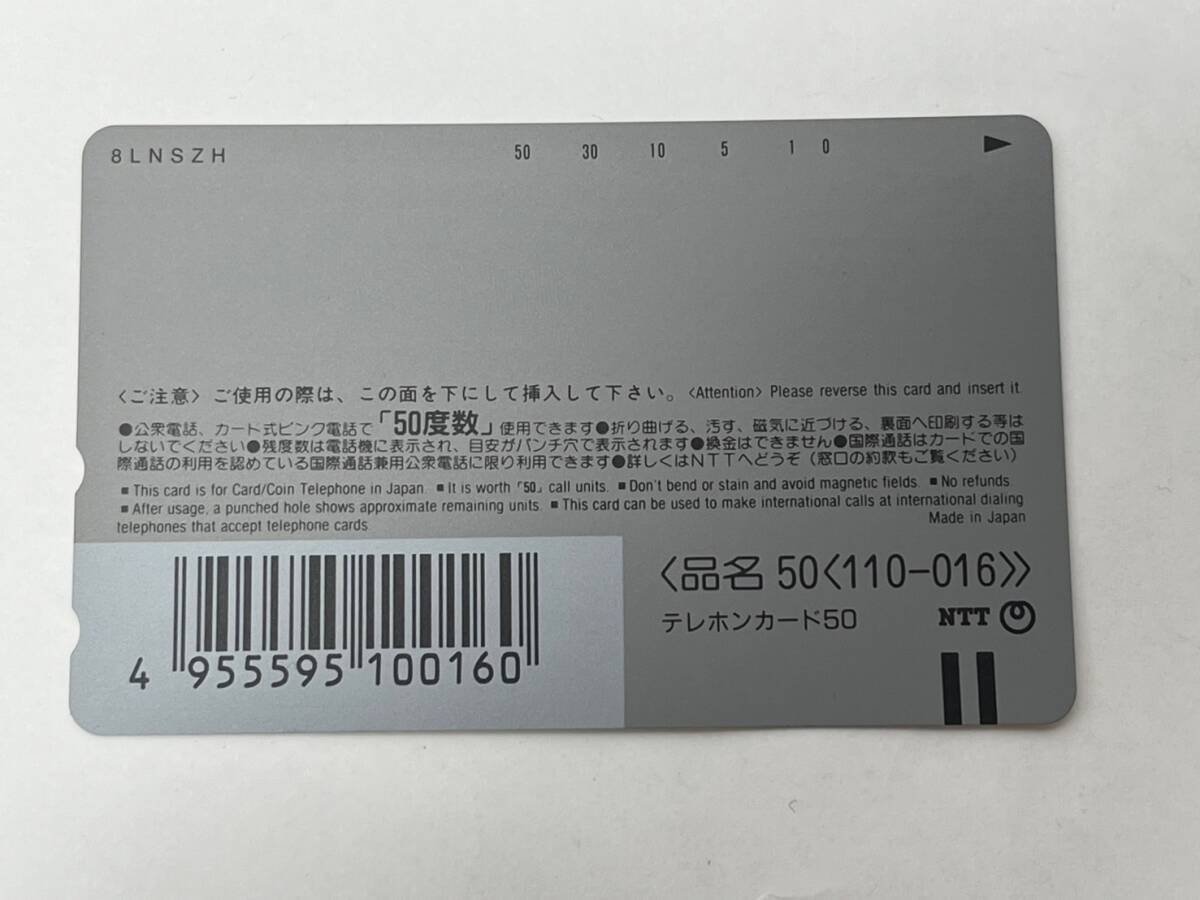 8LNSZH 50 30 10 5 1 0
〈ご注意〉ご使用の際は、この面を下にして挿入して下さい。〈Attention〉Please reverse this card and insert it.
●公衆電話、カード式ピンク電話で「50度数」使用できます●折り曲げる、汚す、磁気に近づける、裏面へ印刷する等は
しないでください●残度数は電話機に表示され、目安がパンチ穴で表示されます●換金はできません●国際通話はカードでの国
際通話の利用を認めている国際通話兼用公衆電話に限り利用できます●詳しくはNTTへどうぞ(窓口の約款もご覧ください)
■ This card is for Card/Coin Telephone in Japan. ■ It is worth「50」call units. ■ Don't bend or stain and avoid magnetic fields. ■ No refunds.
■ After usage, a punched hole shows approximate remaining units. ■ This card can be used to make international calls at international dialing
telephones that accept telephone cards.
Made in Japan
〈品名 50〈110-016〉〉
テレホンカード50 NTT
4 955595 100160